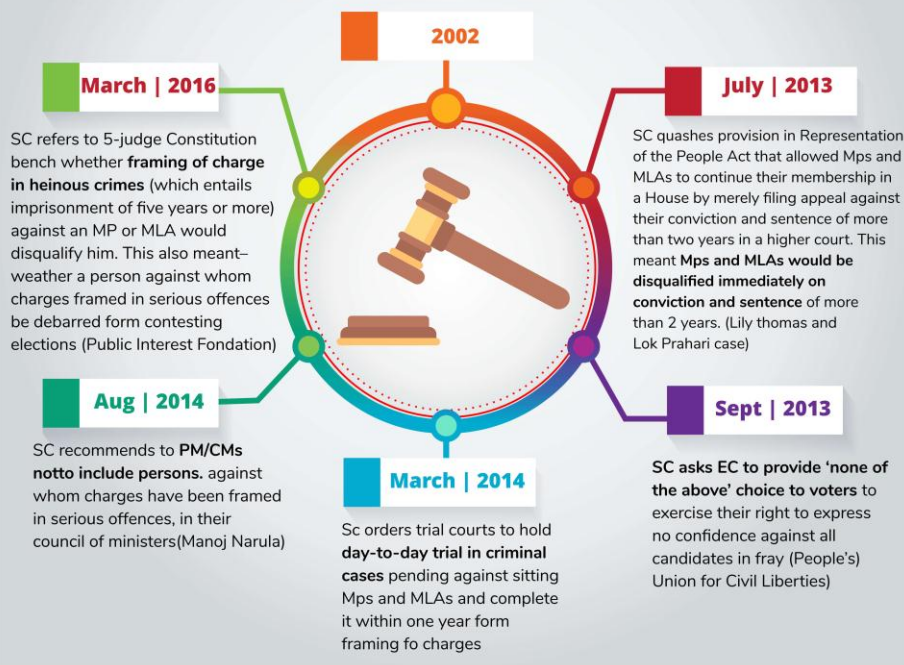 2002
July | 2013
SC quashes provision in Representation
of the People Act that allowed Mps and
MLAs to continue their membership in
a House by merely filing appeal against
their conviction and sentence of more
than two years in a higher court. This
meant Mps and MLAs would be
disqualified immediately on
conviction and sentence of more
than 2 years. (Lily thomas and
Lok Prahari case)
Sept | 2013
SC asks EC to provide ‘none of
the above’ choice to voters to
exercise their right to express
no confidence against all
candidates in fray (People’s)
Union for Civil Liberties)
March | 2014
Sc orders trial courts to hold
day-to-day trial in criminal
cases pending against sitting
Mps and MLAs and complete
it within one year form
framing fo charges
Aug | 2014
SC recommends to PM/CMs
notto include persons. against
whom charges have been framed
in serious offences, in their
council of ministers(Manoj Narula)
March | 2016
SC refers to 5-judge Constitution
bench whether framing of charge
in heinous crimes (which entails
imprisonment of five years or more)
against an MP or MLA would
disqualify him. This also meant–
weather a person against whom
charges framed in serious offences
be debarred form contesting
elections (Public Interest Fondation)